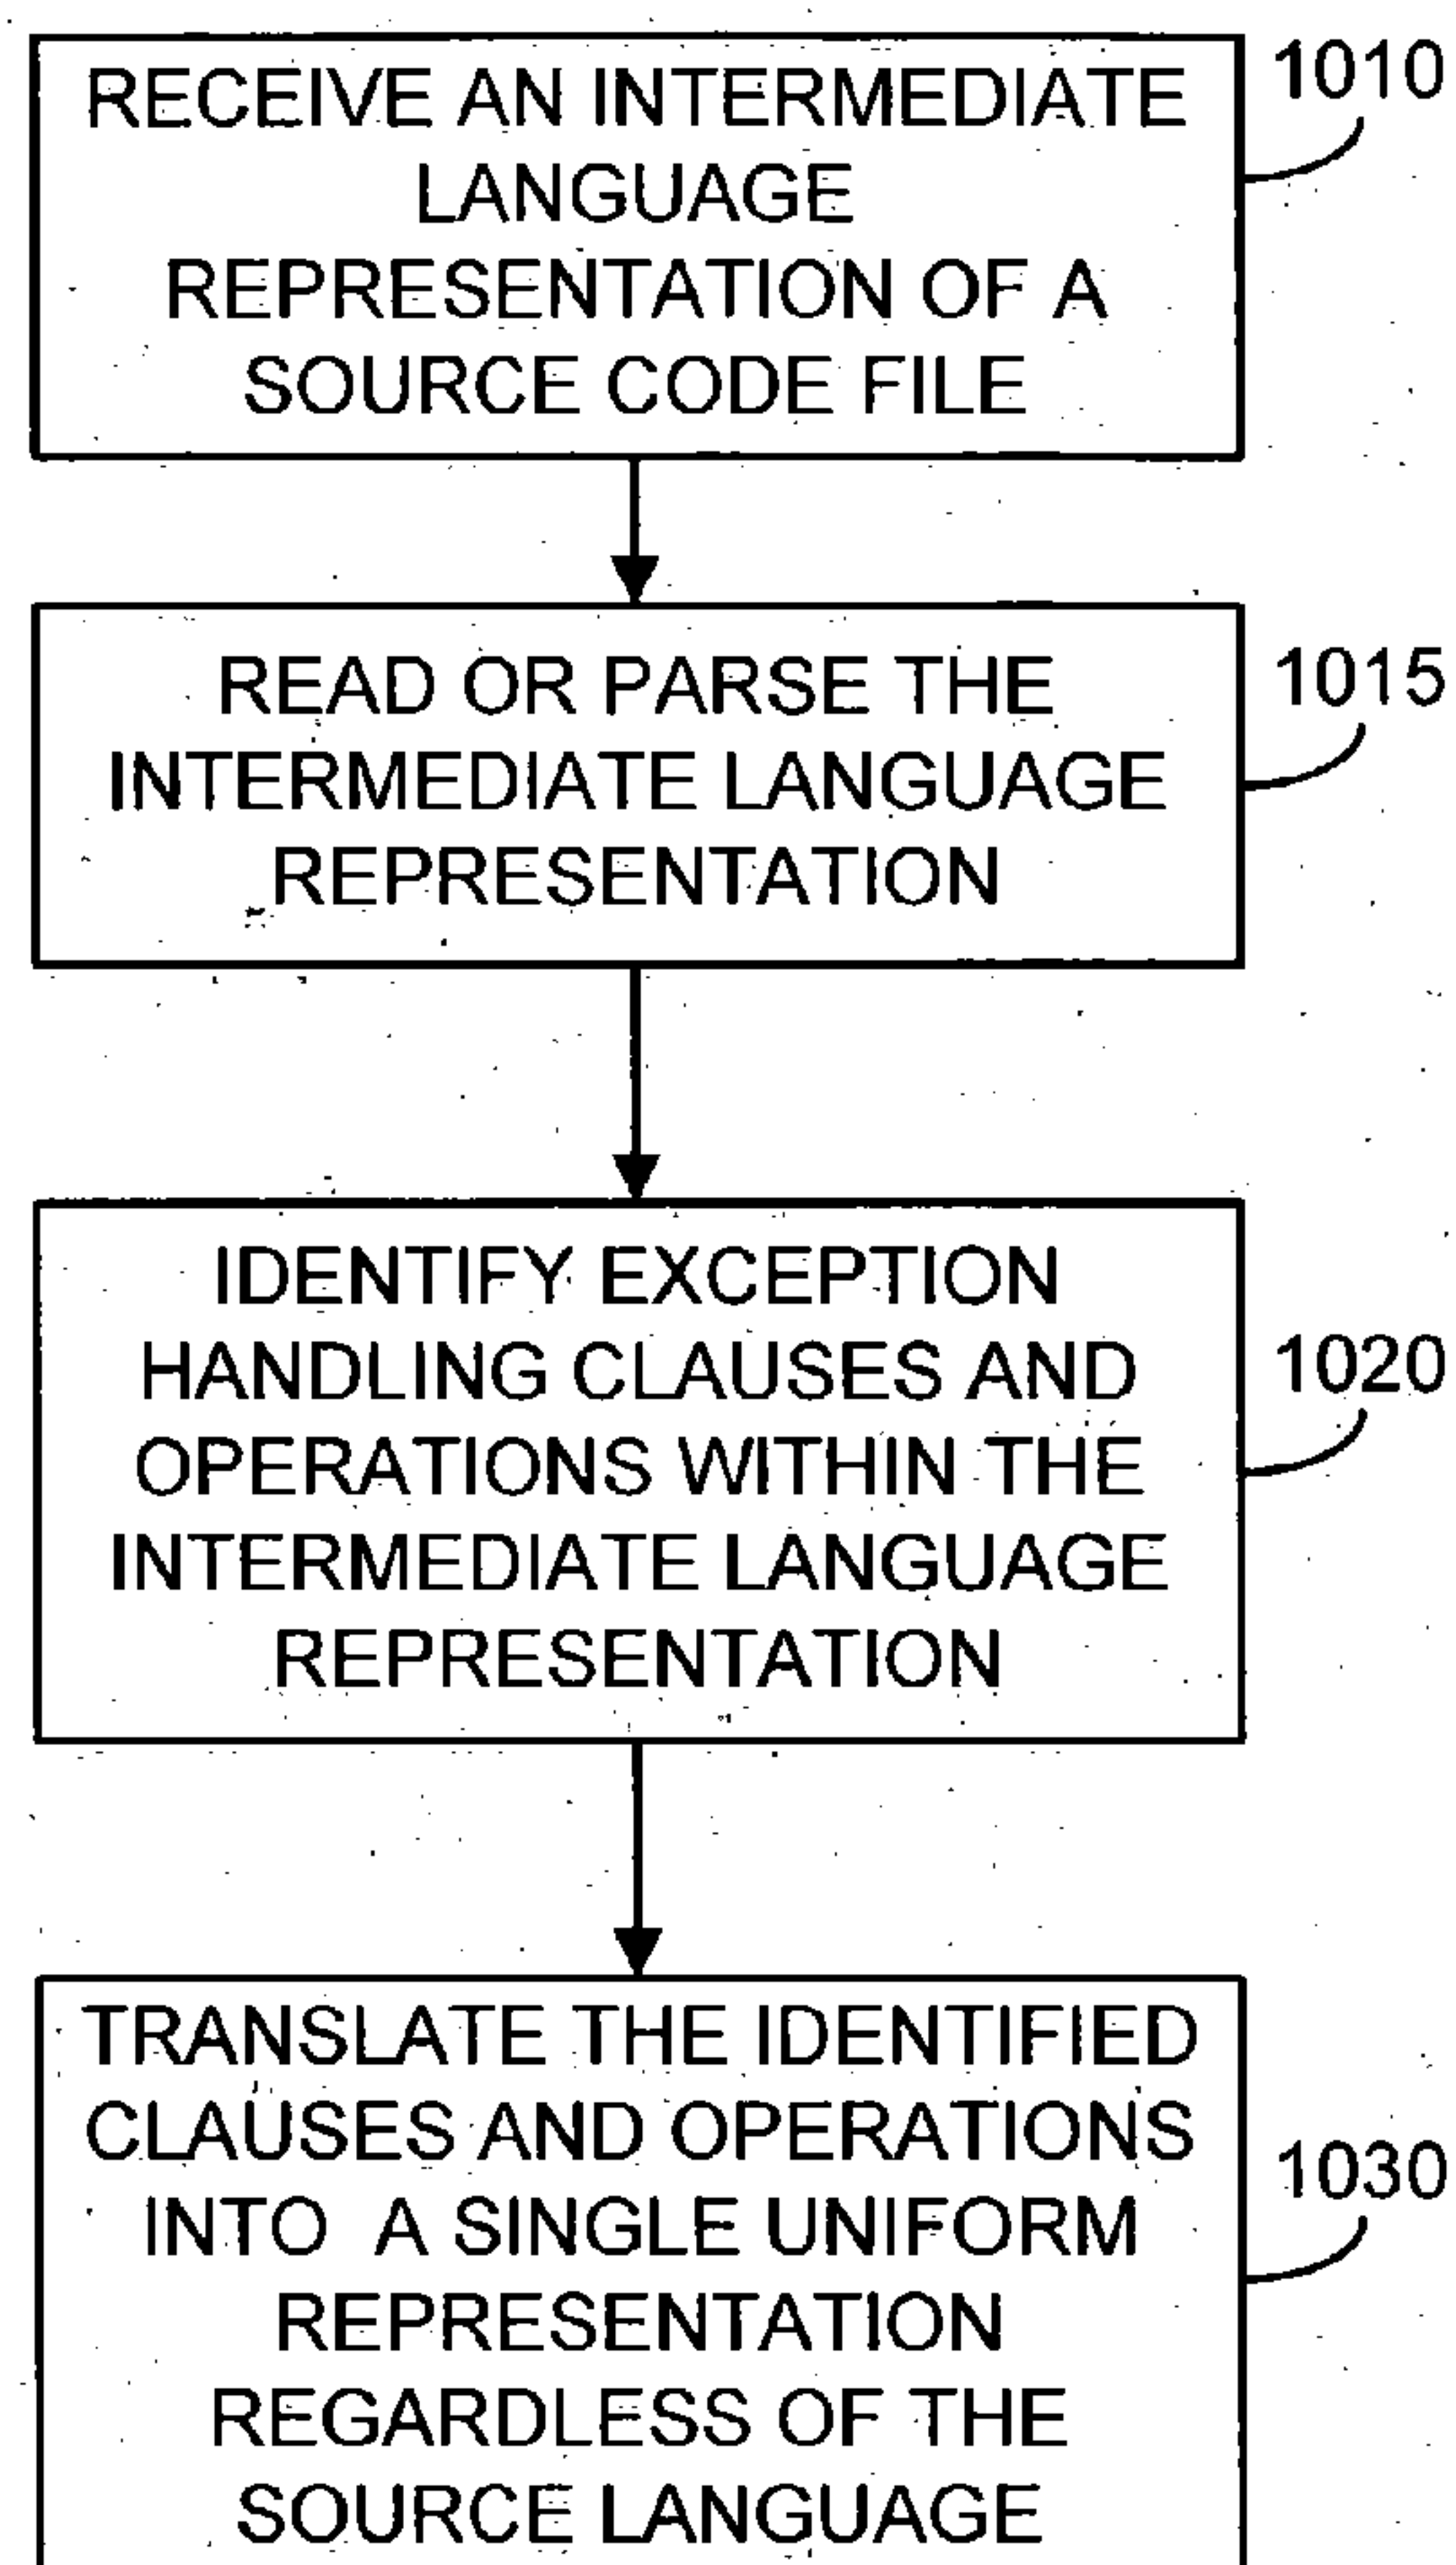 RECEIVE AN INTERMEDIATE
LANGUAGE
REPRESENTATION OF A
SOURCE CODE FILE
1010
READ OR PARSE THE
INTERMEDIATE LANGUAGE
REPRESENTATION
1015
IDENTIFY EXCEPTION
HANDLING CLAUSES AND
OPERATIONS WITHIN THE
INTERMEDIATE LANGUAGE
REPRESENTATION
1020
TRANSLATE THE IDENTIFIED
CLAUSES AND OPERATIONS
INTO A SINGLE UNIFORM
REPRESENTATION
REGARDLESS OF THE
SOURCE LANGUAGE
1030